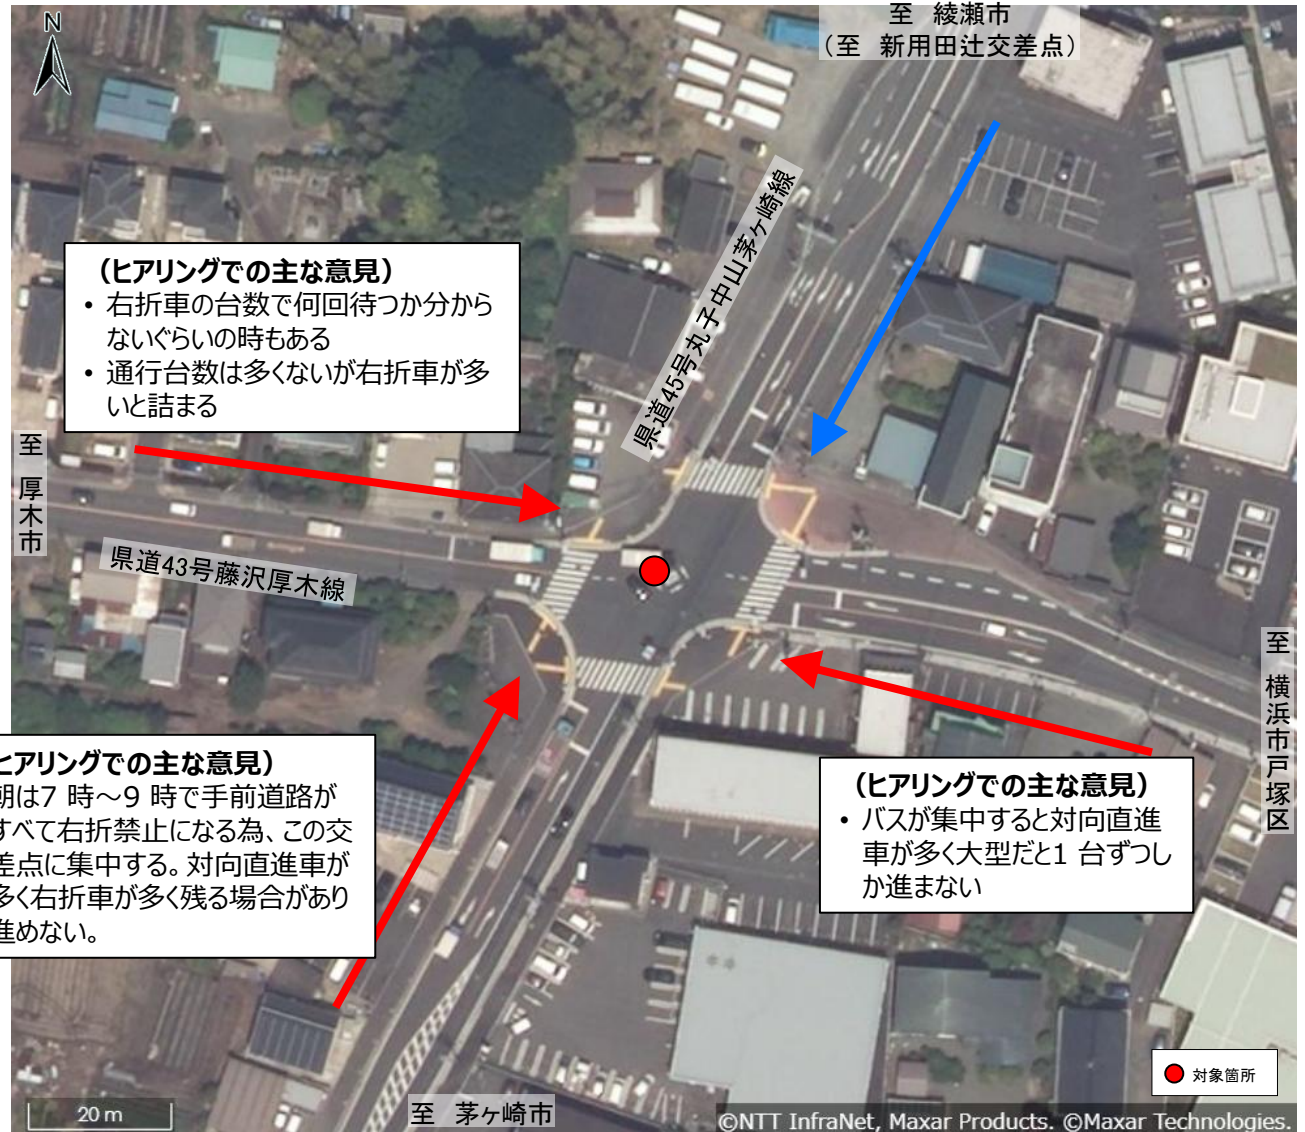 N
至 綾瀬市
（至 新用田辻交差点）
県道45号丸子中山茅ヶ崎線
（ヒアリングでの主な意見）
• 右折車の台数で何回待つか分から
ないぐらいの時もある
• 通行台数は多くないが右折車が多
いと詰まる
至 厚木市
県道43号藤沢厚木線
至 横浜市戸塚区
ヒアリングでの主な意見）
朝は7 時～9 時で手前道路が
すべて右折禁止になる為、この交
差点に集中する。対向直進車が
多く右折車が多く残る場合があり
進めない。
（ヒアリングでの主な意見）
• バスが集中すると対向直進
車が多く大型だと1 台ずつし
か進まない
対象箇所
20 m
至 茅ヶ崎市
©NTT InfraNet, Maxar Products. ©Maxar Technologies.